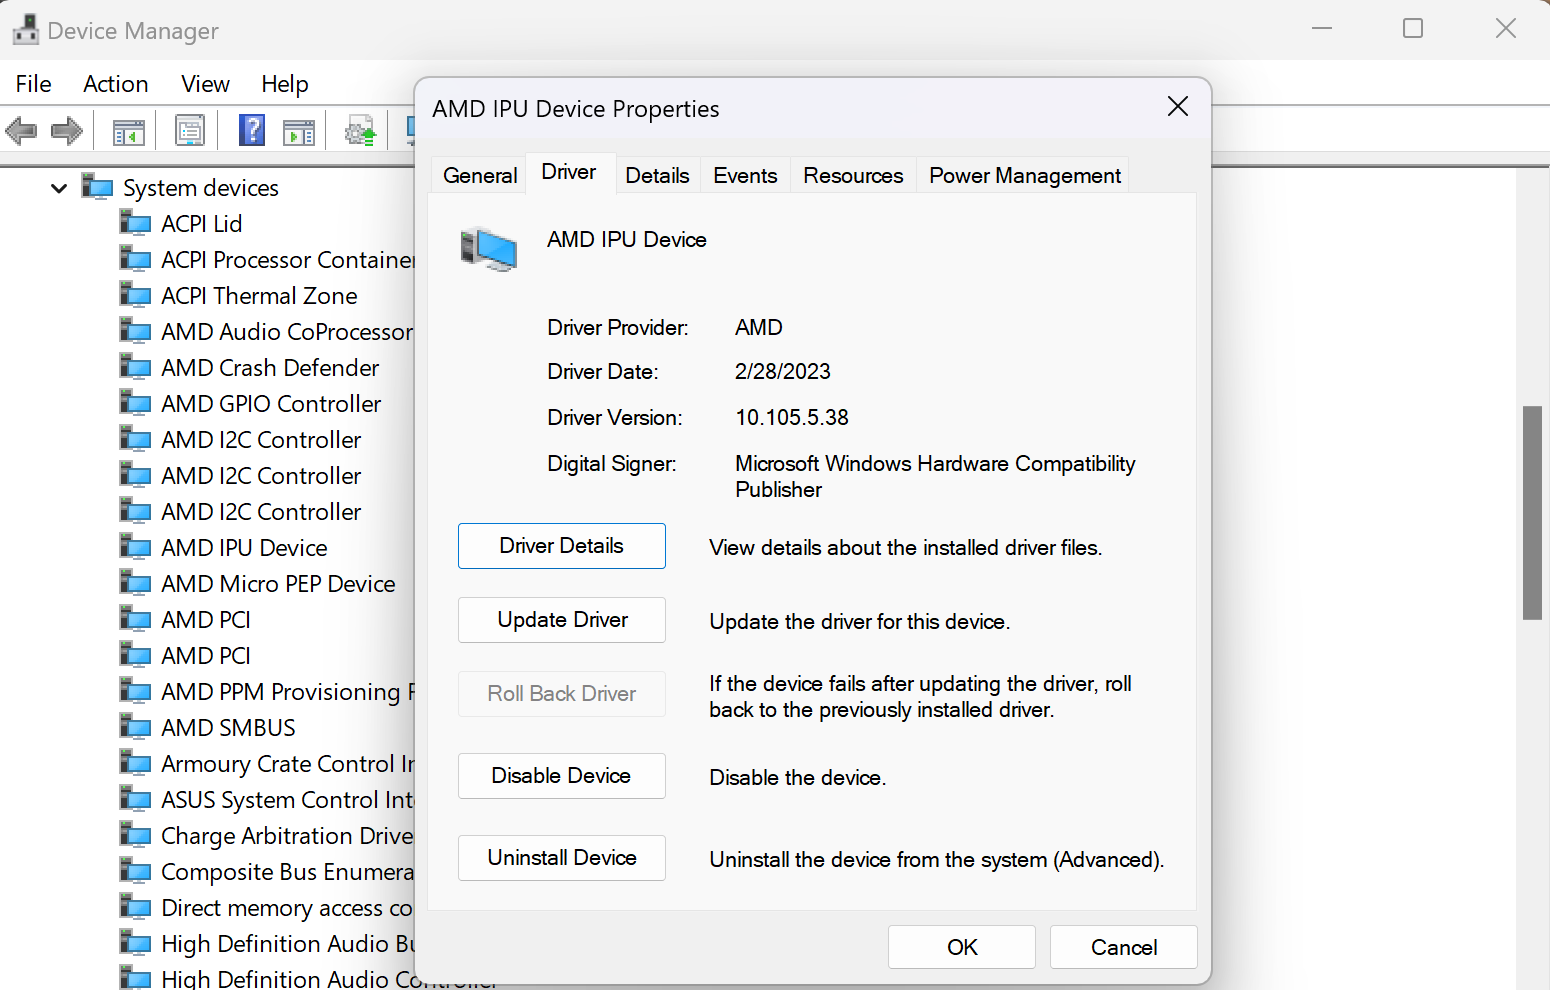 Device Manager
File Action View Help
System devices
ACPI Lid
ACPI Processor Container
ACPI Thermal Zone
AMD Audio CoProcessor
AMD Crash Defender
AMD GPIO Controller
AMD I2C Controller
AMD I2C Controller
AMD I2C Controller
AMD IPU Device
AMD Micro PEP Device
AMD PCI
AMD PCI
AMD PPM Provisioning F
AMD SMBUS
Armoury Crate Control In
ASUS System Control Int
Charge Arbitration Drive
Composite Bus Enumera
Direct memory access co
High Definition Audio Bu
High Definition Audio Controller
AMD IPU Device Properties
General Driver Details Events Resources Power Management
AMD IPU Device
Driver Provider: AMD
Driver Date: 2/28/2023
Driver Version: 10.105.5.38
Digital Signer: Microsoft Windows Hardware Compatibility
Publisher
Driver Details View details about the installed driver files.
Update Driver Update the driver for this device.
Roll Back Driver If the device fails after updating the driver, roll
back to the previously installed driver.
Disable Device Disable the device.
Uninstall Device Uninstall the device from the system (Advanced).
OK Cancel